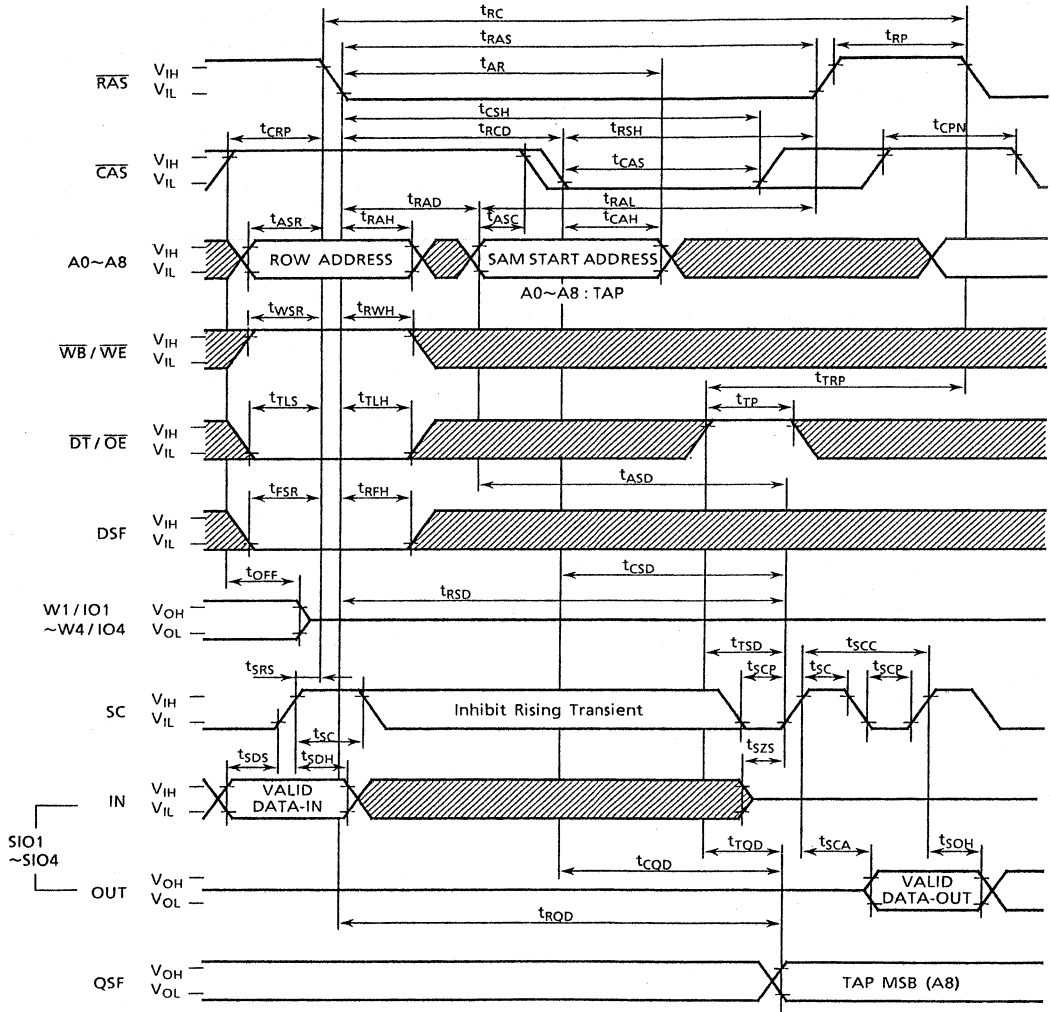 tRC
tRAS
tRP
tAR
RAS
VIH
VIL
tCSH
tCRP
tRCD
tRSH
tCPN
CAS
VIH
VIL
tCAS
tRAD
tRAL
tASR
tRAH
tASC
tCAH
A0~A8
VIH
VIL
ROW ADDRESS
SAM START ADDRESS
A0~A8 : TAP
tWSR
tRWH
WB / WE
VIH
VIL
tTRP
tTLS
tTLH
tTP
DT / OE
VIH
VIL
tASD
tFSR
tRFH
DSF
VIH
VIL
tCSD
tOFF
tRSD
W1 / IO1
~W4 / IO4
VOH
VOL
tTSD
tSCC
tSRS
tSCP
tSC
tSCP
SC
VIH
VIL
Inhibit Rising Transient
tSC
tSZS
tSDS
tSDH
IN
VIH
VIL
VALID
DATA-IN
SIO1
~SIO4
tTQD
tSCA
tSOH
tCQD
OUT
VOH
VOL
VALID
DATA-OUT
tRQD
QSF
VOH
VOL
TAP MSB (A8)